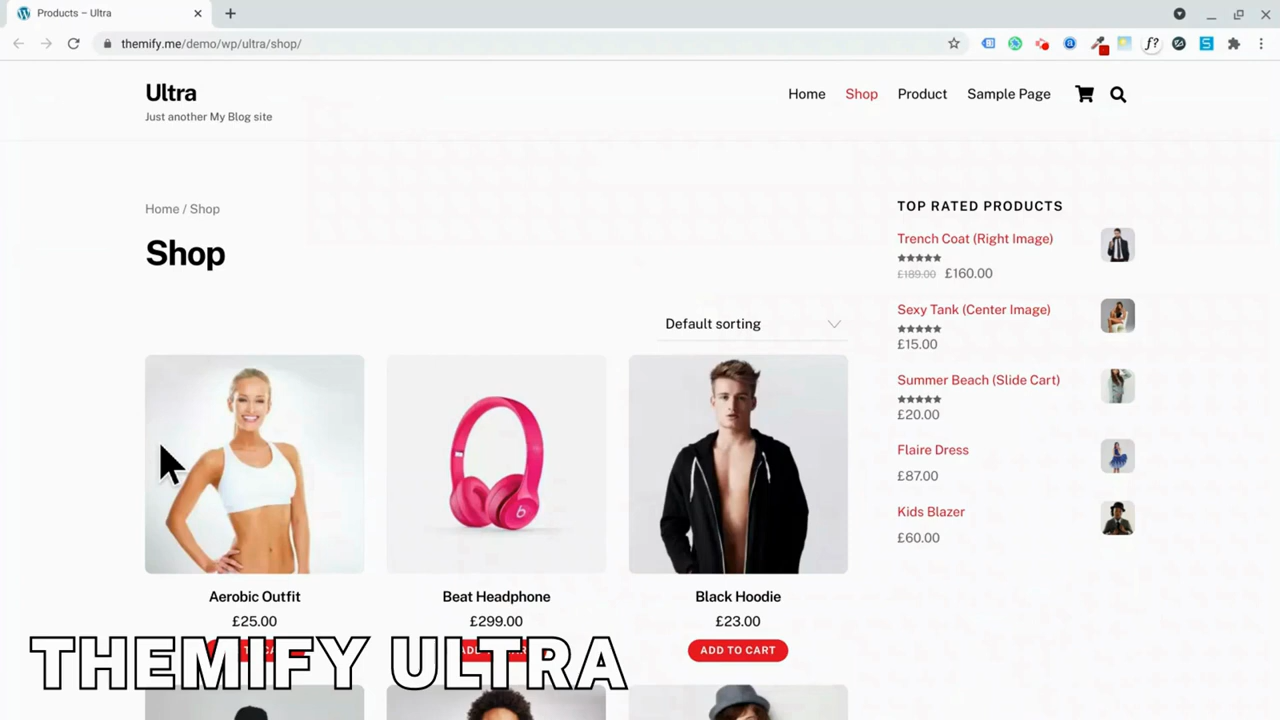 Products – Ultra
themify.me/demo/wp/ultra/shop/
f?
S
Ultra
Just another My Blog site
Home
Shop
Product
Sample Page
Home / Shop
Shop
Default sorting
Aerobic Outfit
£25.00
Beat Headphone
£299.00
Black Hoodie
£23.00
ADD TO CART
TOP RATED PRODUCTS
Trench Coat (Right Image)
£189.00 £160.00
Sexy Tank (Center Image)
£15.00
Summer Beach (Slide Cart)
£20.00
Flaire Dress
£87.00
Kids Blazer
£60.00
THEMIFY ULTRA